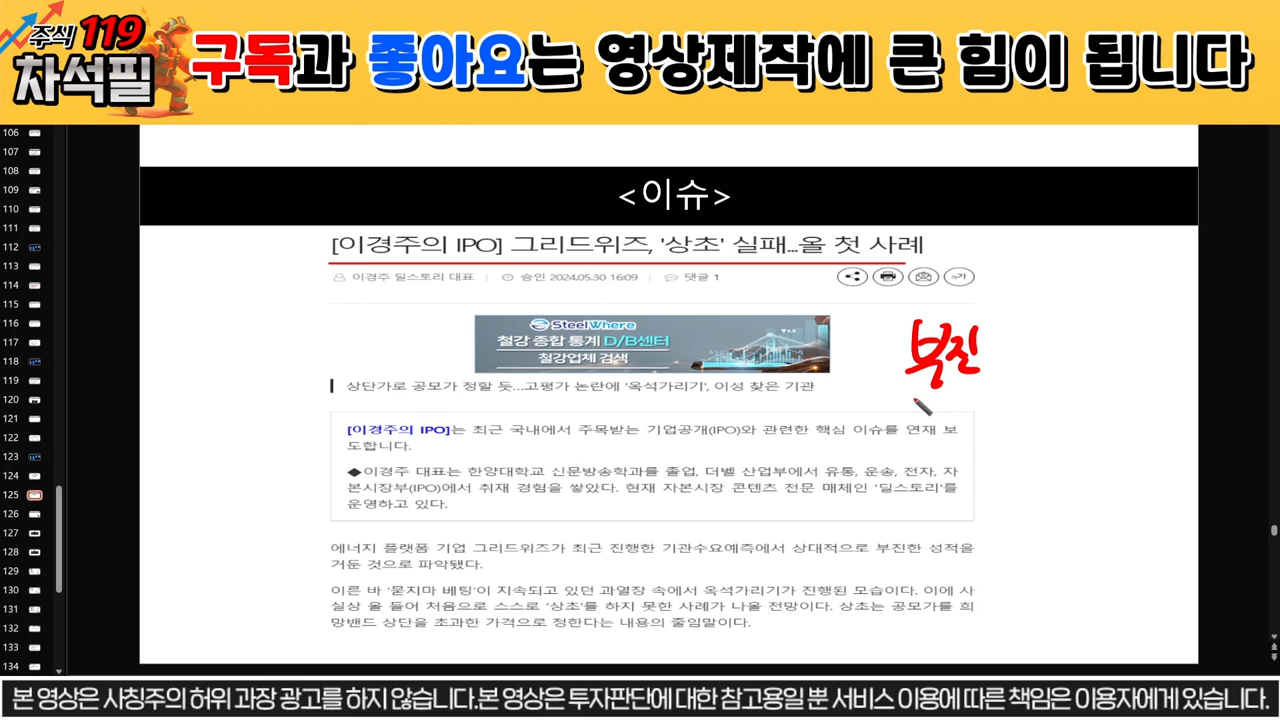 주식 119
차석필
구독과 좋아요는 영상제작에 큰 힘이 됩니다
106
107
108
109
110
111
112
113
114
115
116
117
118
119
120
121
122
123
124
125
126
127
128
129
130
131
132
133
134
<이슈>
[이경주의 IPO] 그리드위즈, '상초' 실패...올 첫 사례
이경주 딜스토리 대표 승인 2024.05.30 16:09 댓글 1
가
SteelWhere
철강 종합 통계 D/B센터
철강업체 검색
부진
상단가로 공모가 정할 듯...고평가 논란에 '옥석가리기', 이성 찾은 기관
[이경주의 IPO]는 최근 국내에서 주목받는 기업공개(IPO)와 관련한 핵심 이슈를 연재 보
도합니다.
◆이경주 대표는 한양대학교 신문방송학과를 졸업, 더벨 산업부에서 유통, 운송, 전자, 자
본시장부(IPO)에서 취재 경험을 쌓았다. 현재 자본시장 콘텐츠 전문 매체인 '딜스토리'를
운영하고 있다.
에너지 플랫폼 기업 그리드위즈가 최근 진행한 기관수요예측에서 상대적으로 부진한 성적을
거둔 것으로 파악됐다.
이른 바 '묻지마 베팅'이 지속되고 있던 과열장 속에서 옥석가리기가 진행된 모습이다. 이에 사
실상 올 들어 처음으로 스스로 '상초'를 하지 못한 사례가 나올 전망이다. 상초는 공모가를 희
망밴드 상단을 초과한 가격으로 정한다는 내용의 줄임말이다.
본 영상은 사칭주의 허위 과장 광고를 하지 않습니다.본 영상은 투자판단에 대한 참고용일 뿐 서비스 이용에 따른 책임은 이용자에게 있습니다.